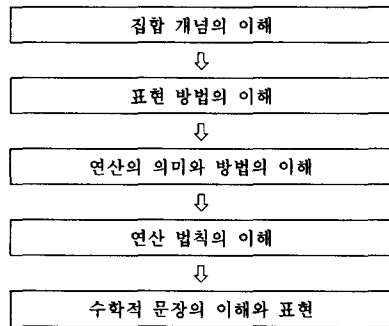 집합 개념의 이해
표현 방법의 이해
연산의 의미와 방법의 이해
연산 법칙의 이해
수학적 문장의 이해와 표현